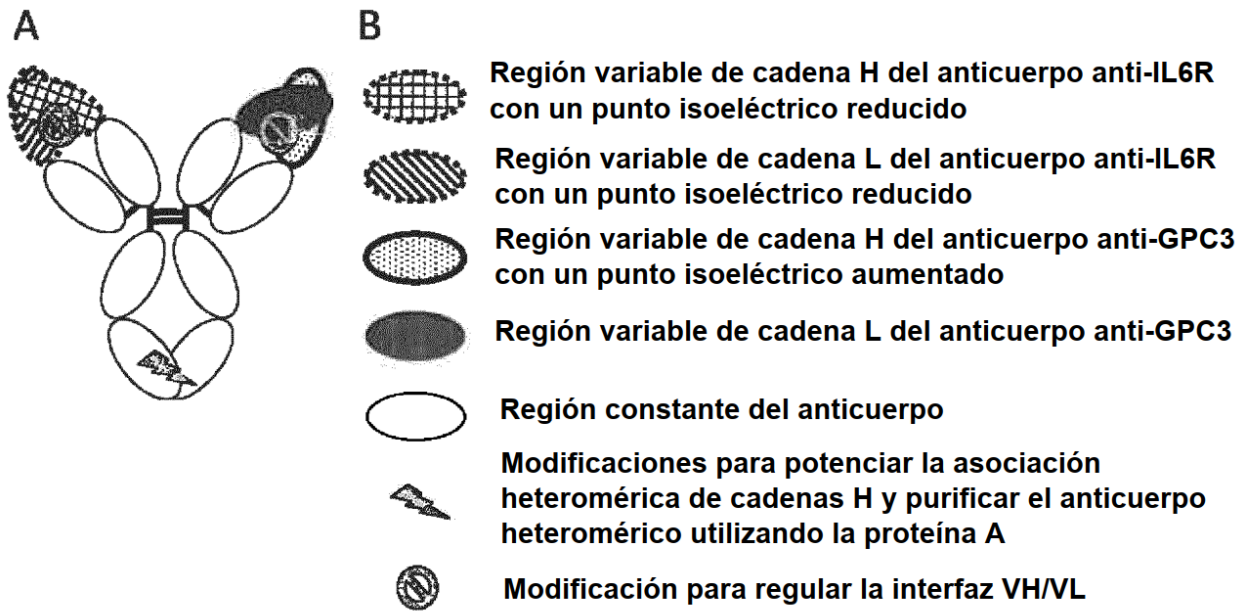 A
B
Región variable de cadena H del anticuerpo anti-IL6R
con un punto isoeléctrico reducido
Región variable de cadena L del anticuerpo anti-IL6R
con un punto isoeléctrico reducido
Región variable de cadena H del anticuerpo anti-GPC3
con un punto isoeléctrico aumentado
Región variable de cadena L del anticuerpo anti-GPC3
Región constante del anticuerpo
Modificaciones para potenciar la asociación
heteromérica de cadenas H y purificar el anticuerpo
heteromérico utilizando la proteína A
Modificación para regular la interfaz VH/VL